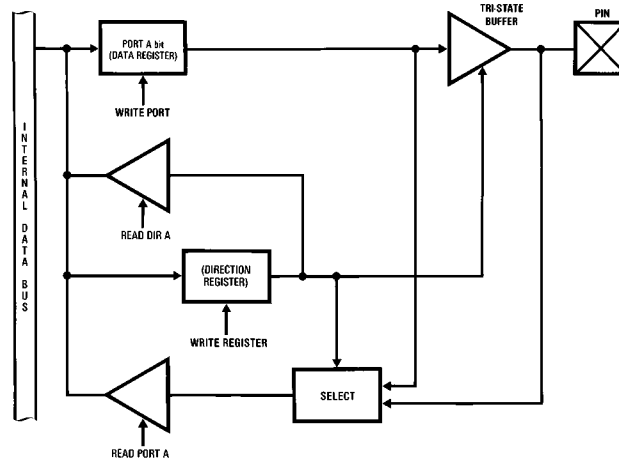 TRI-STATE
BUFFER
PIN
PORT A bit
(DATA REGISTER)
WRITE PORT
INTERNAL DATA BUS
READ DIR A
(DIRECTION
REGISTER)
WRITE REGISTER
SELECT
READ PORT A